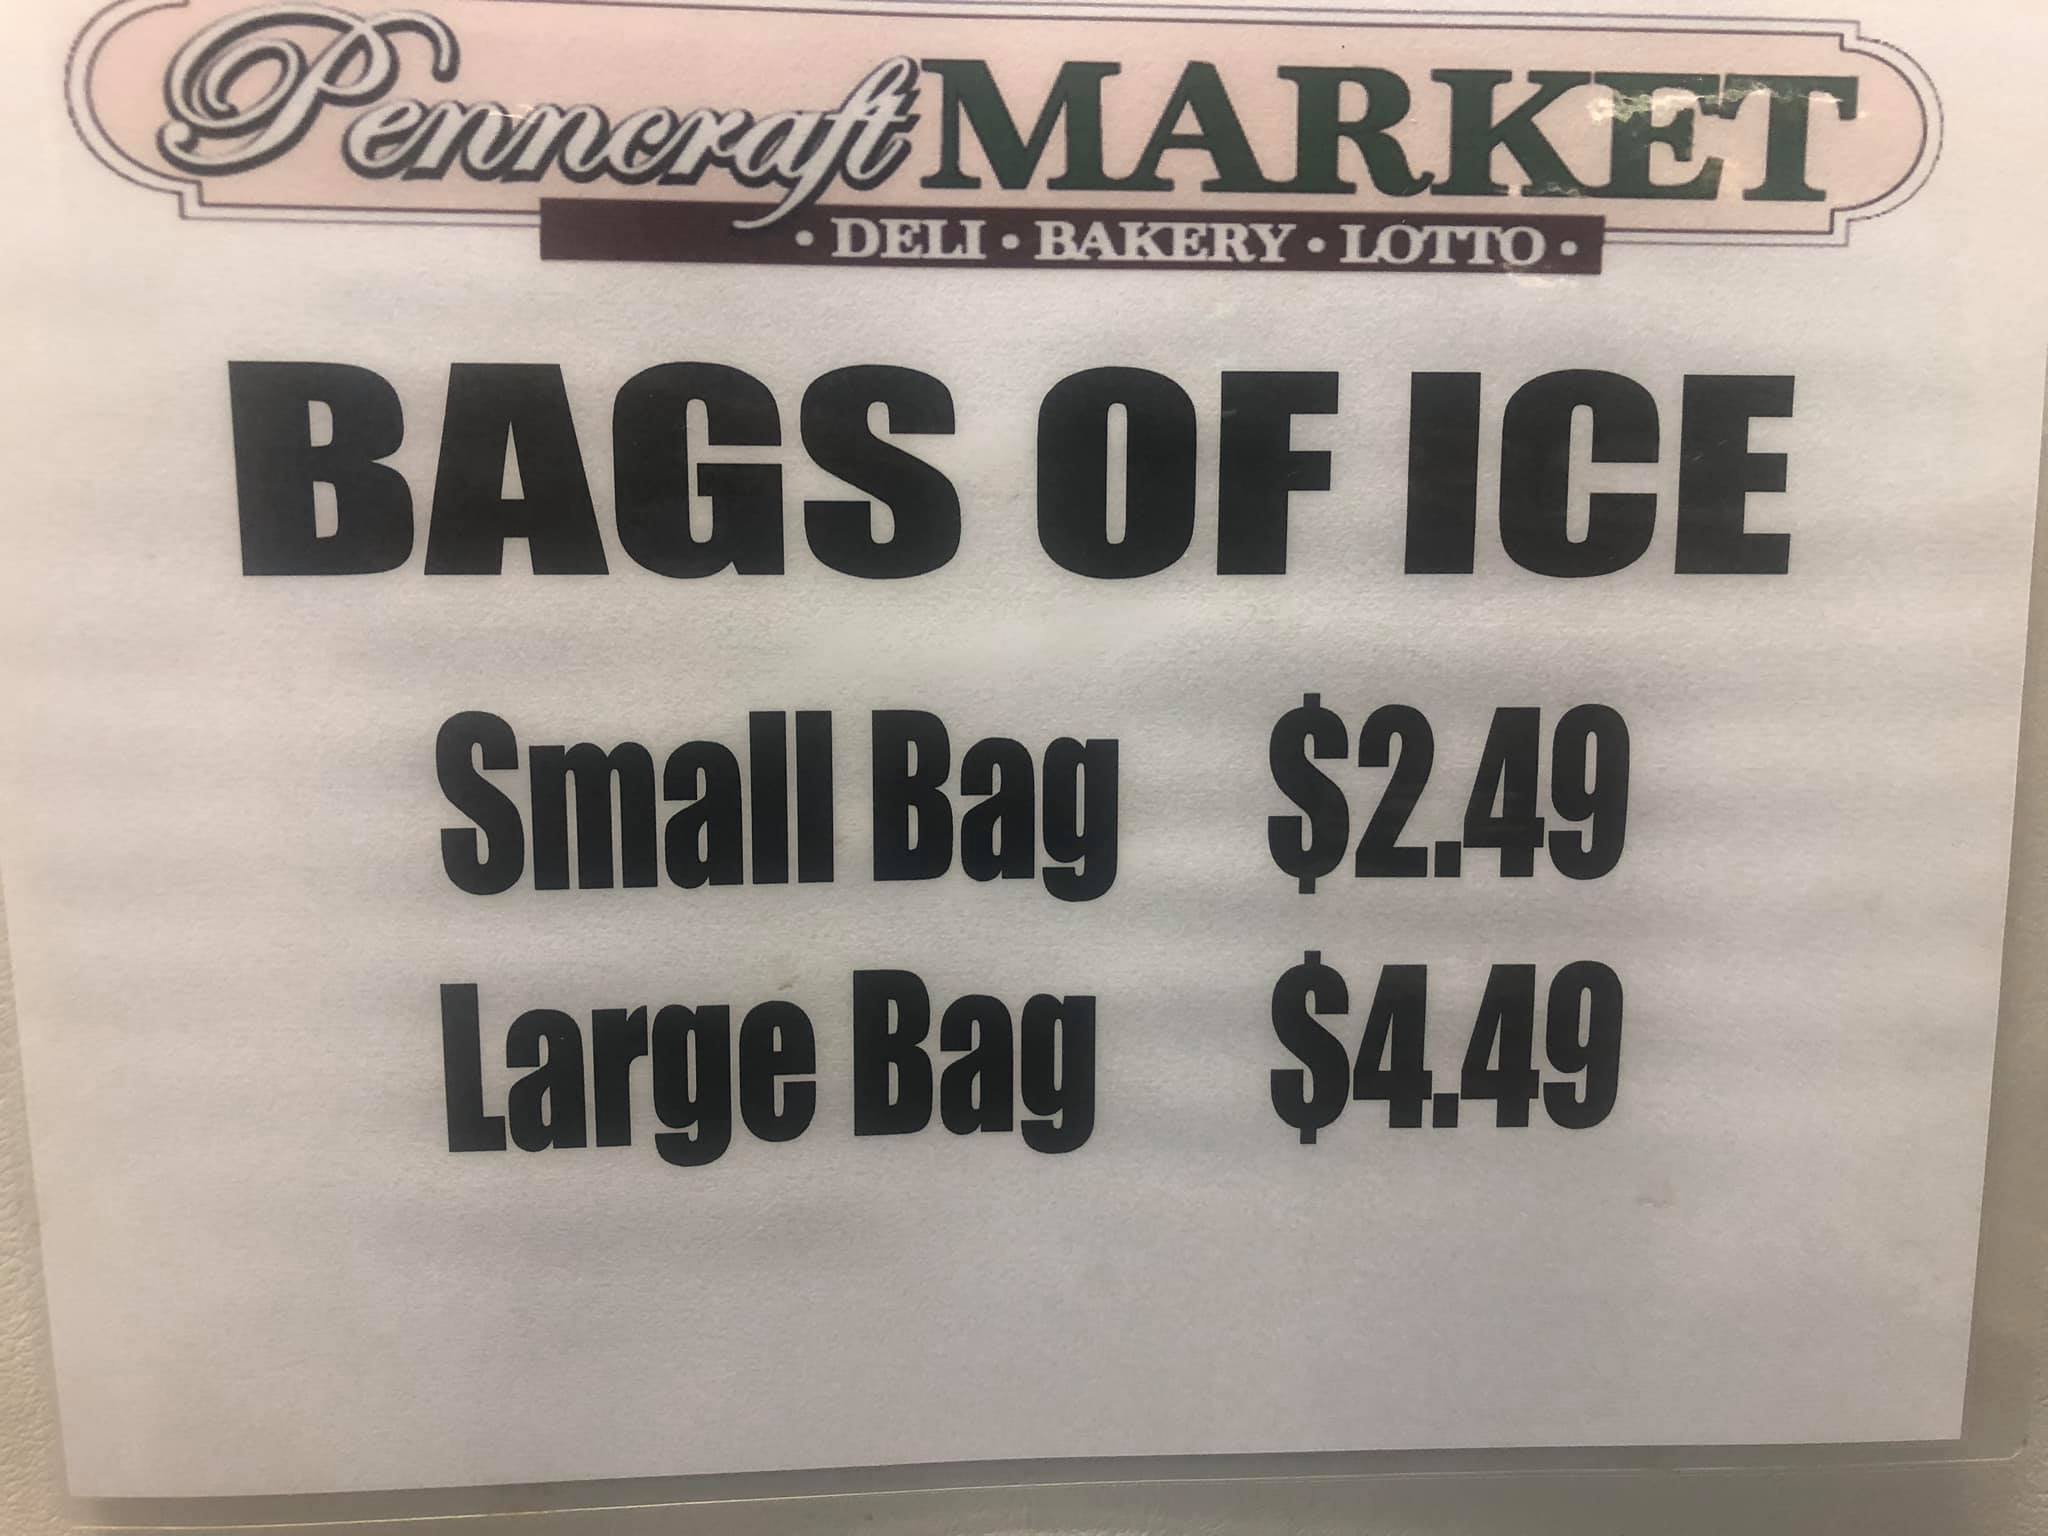 Penncraft MARKET
• DELI • BAKERY • LOTTO •
BAGS OF ICE
Small Bag $2.49
Large Bag $4.49